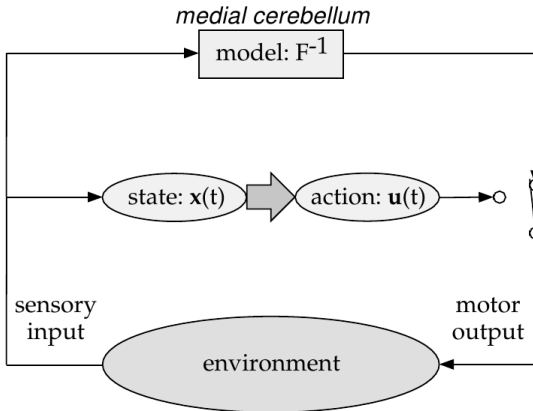 medial cerebellum
model: F-1
state: x(t)
action: u(t)
sensory
input
motor
output
environment